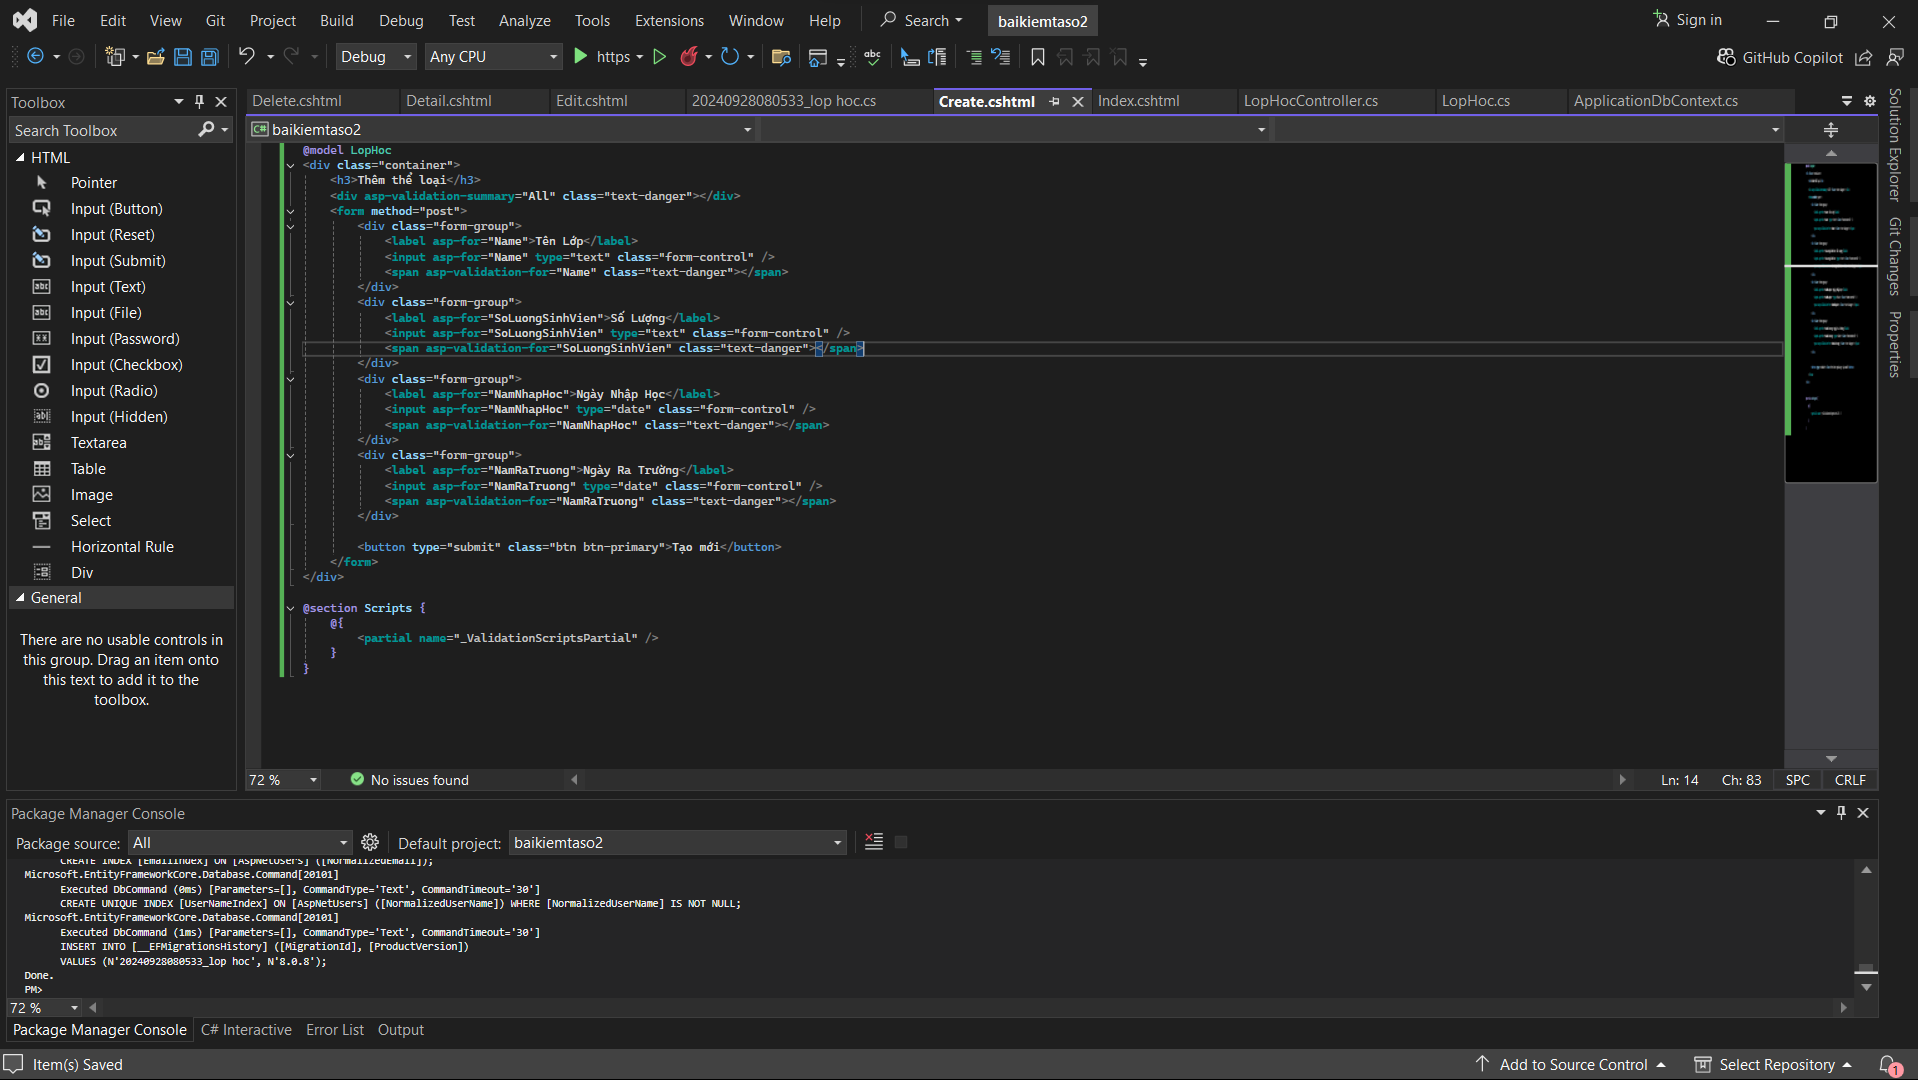 File Edit View Git Project Build Debug Test Analyze Tools Extensions Window Help Search baikiemtaso2 Sign in
Debug Any CPU https GitHub Copilot
Toolbox
Search Toolbox
HTML
Pointer
Input (Button)
Input (Reset)
Input (Submit)
Input (Text)
Input (File)
Input (Password)
Input (Checkbox)
Input (Radio)
Input (Hidden)
Textarea
Table
Image
Select
Horizontal Rule
Div
General
There are no usable controls in
this group. Drag an item onto
this text to add it to the
toolbox.
Delete.cshtml Detail.cshtml Edit.cshtml 20240928080533_lop hoc.cs Create.cshtml Index.cshtml LopHocController.cs LopHoc.cs ApplicationDbContext.cs
C# baikiemtaso2
@model LopHoc
<div class="container">
<h3>Thêm thể loại</h3>
<div asp-validation-summary="All" class="text-danger"></div>
<form method="post">
<div class="form-group">
<label asp-for="Name">Tên Lớp</label>
<input asp-for="Name" type="text" class="form-control" />
<span asp-validation-for="Name" class="text-danger"></span>
</div>
<div class="form-group">
<label asp-for="SoLuongSinhVien">Số Lượng</label>
<input asp-for="SoLuongSinhVien" type="text" class="form-control" />
<span asp-validation-for="SoLuongSinhVien" class="text-danger"></span>
</div>
<div class="form-group">
<label asp-for="NamNhapHoc">Ngày Nhập Học</label>
<input asp-for="NamNhapHoc" type="date" class="form-control" />
<span asp-validation-for="NamNhapHoc" class="text-danger"></span>
</div>
<div class="form-group">
<label asp-for="NamRaTruong">Ngày Ra Trường</label>
<input asp-for="NamRaTruong" type="date" class="form-control" />
<span asp-validation-for="NamRaTruong" class="text-danger"></span>
</div>
<button type="submit" class="btn btn-primary">Tạo mới</button>
</form>
</div>
@section Scripts {
@{
<partial name="_ValidationScriptsPartial" />
}
}
72 % No issues found Ln: 14 Ch: 83 SPC CRLF
Solution Explorer
Git Changes
Properties
Package Manager Console
Package source: All Default project: baikiemtaso2
CREATE INDEX [EmailIndex] ON [AspNetUsers] ([NormalizedEmail]);
Microsoft.EntityFrameworkCore.Database.Command[20101]
Executed DbCommand (0ms) [Parameters=[], CommandType='Text', CommandTimeout='30']
CREATE UNIQUE INDEX [UserNameIndex] ON [AspNetUsers] ([NormalizedUserName]) WHERE [NormalizedUserName] IS NOT NULL;
Microsoft.EntityFrameworkCore.Database.Command[20101]
Executed DbCommand (1ms) [Parameters=[], CommandType='Text', CommandTimeout='30']
INSERT INTO [__EFMigrationsHistory] ([MigrationId], [ProductVersion])
VALUES (N'20240928080533_lop hoc', N'8.0.8');
Done.
PM>
72 %
Package Manager Console C# Interactive Error List Output
Item(s) Saved Add to Source Control Select Repository 1